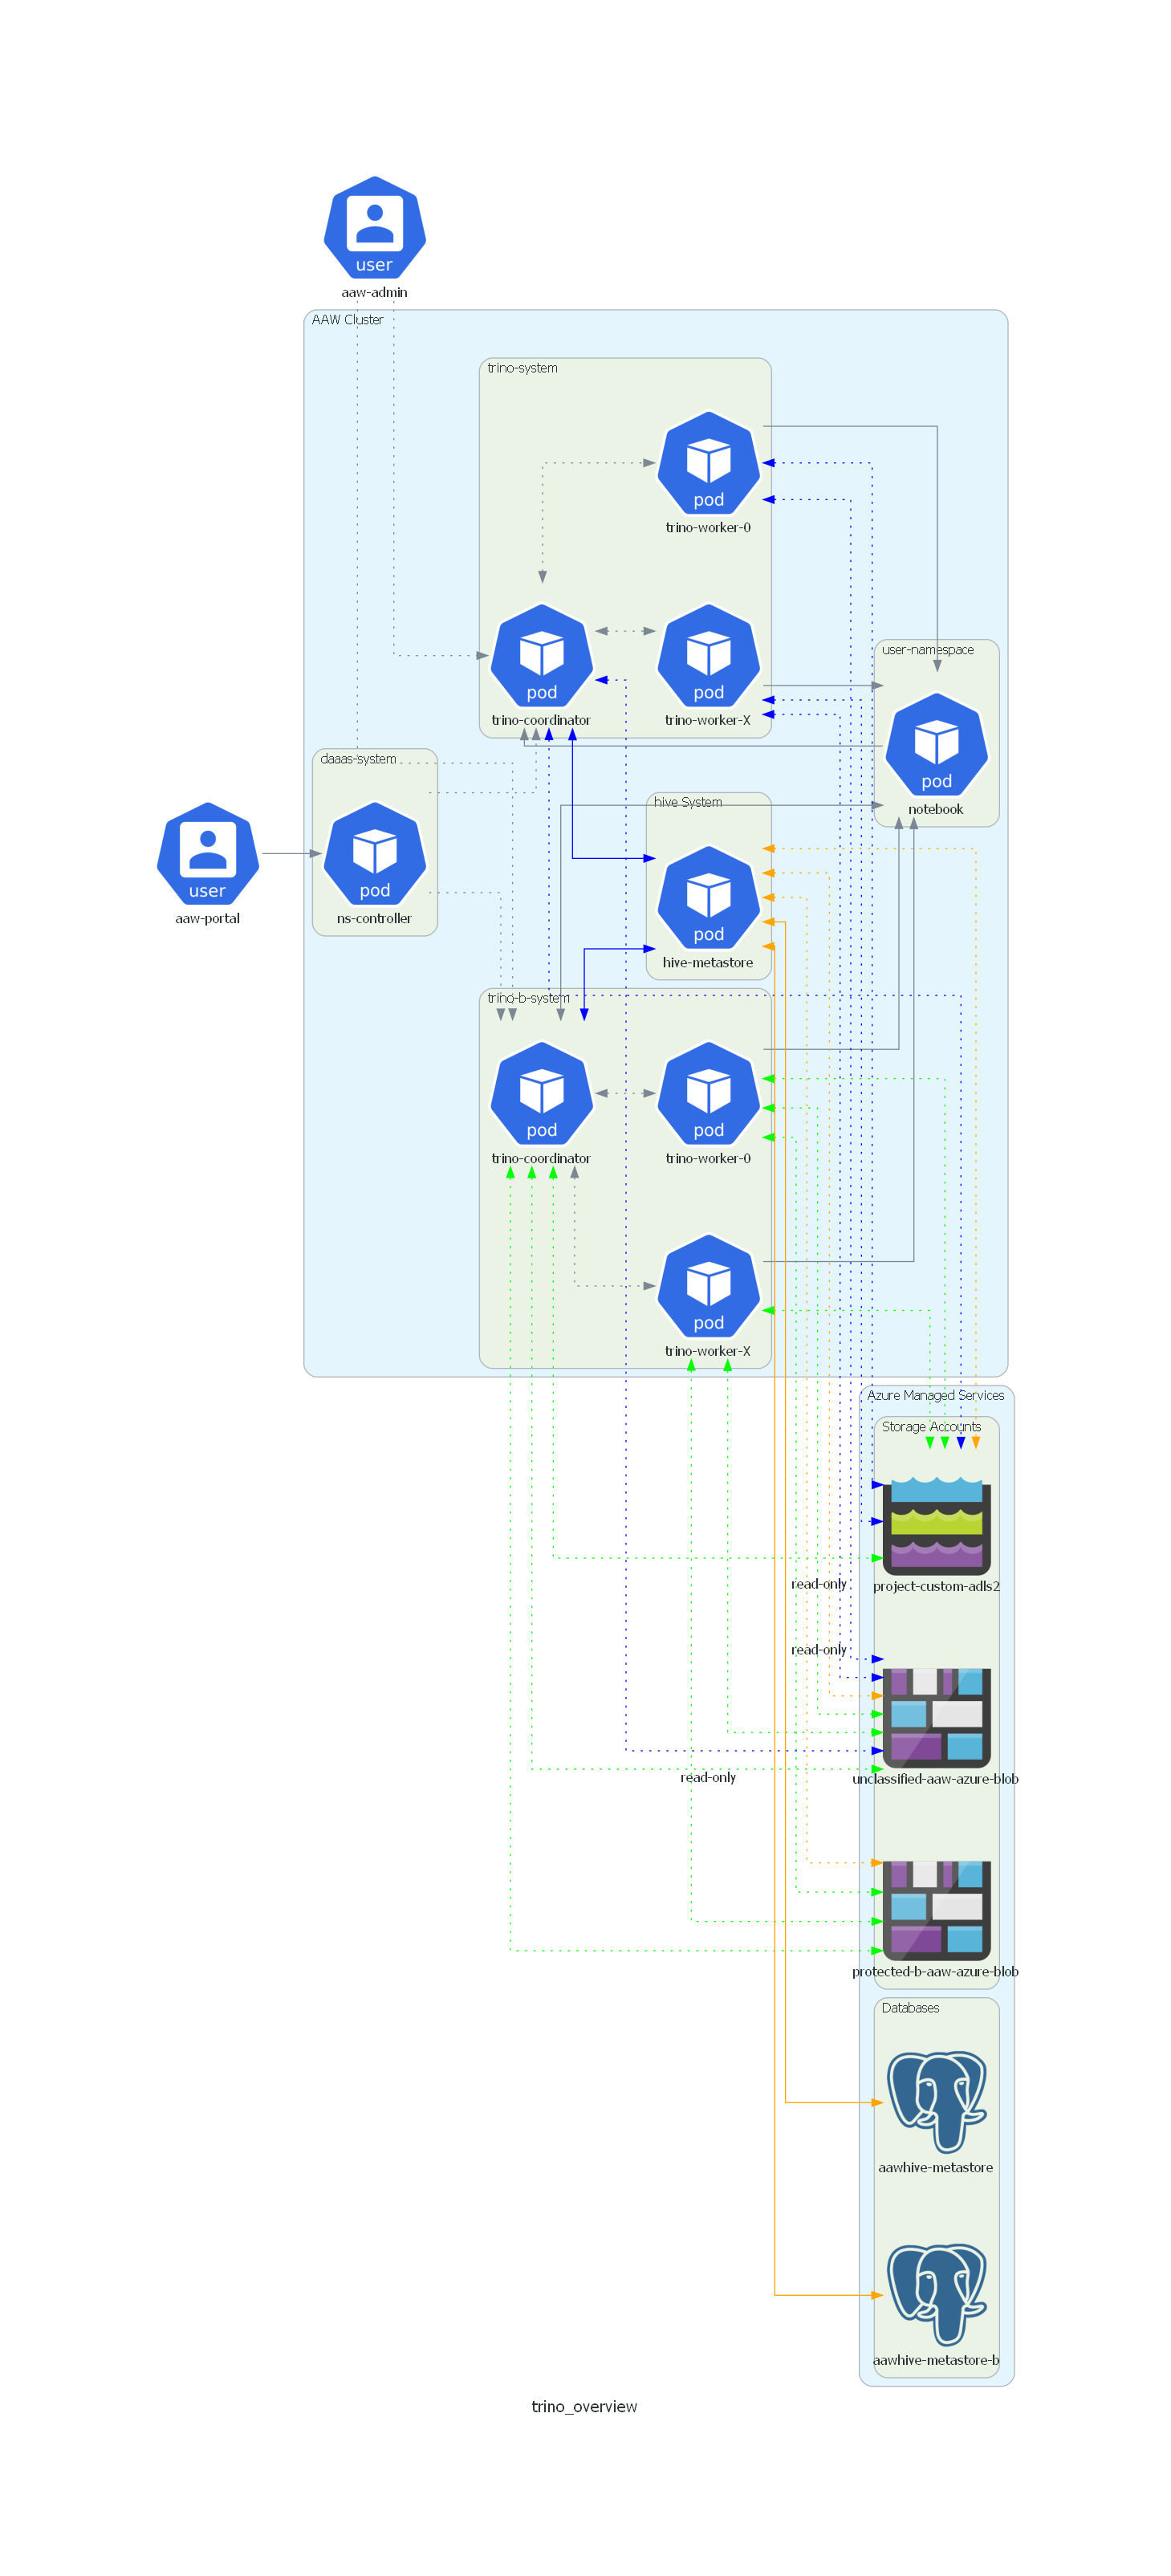 user
aaw-admin
AAW Cluster
trino-system
pod
trino-worker-0
pod
trino-coordinator
pod
trino-worker-X
user-namespace
pod
notebook
daaas-system
pod
ns-controller
user
aaw-portal
hive System
pod
hive-metastore
trino-b-system
pod
trino-coordinator
pod
trino-worker-0
pod
trino-worker-X
Azure Managed Services
Storage Accounts
read-only
project-custom-adls2
read-only
read-only
unclassified-aaw-azure-blob
protected-b-aaw-azure-blob
Databases
aawhive-metastore
aawhive-metastore-b
trino_overview